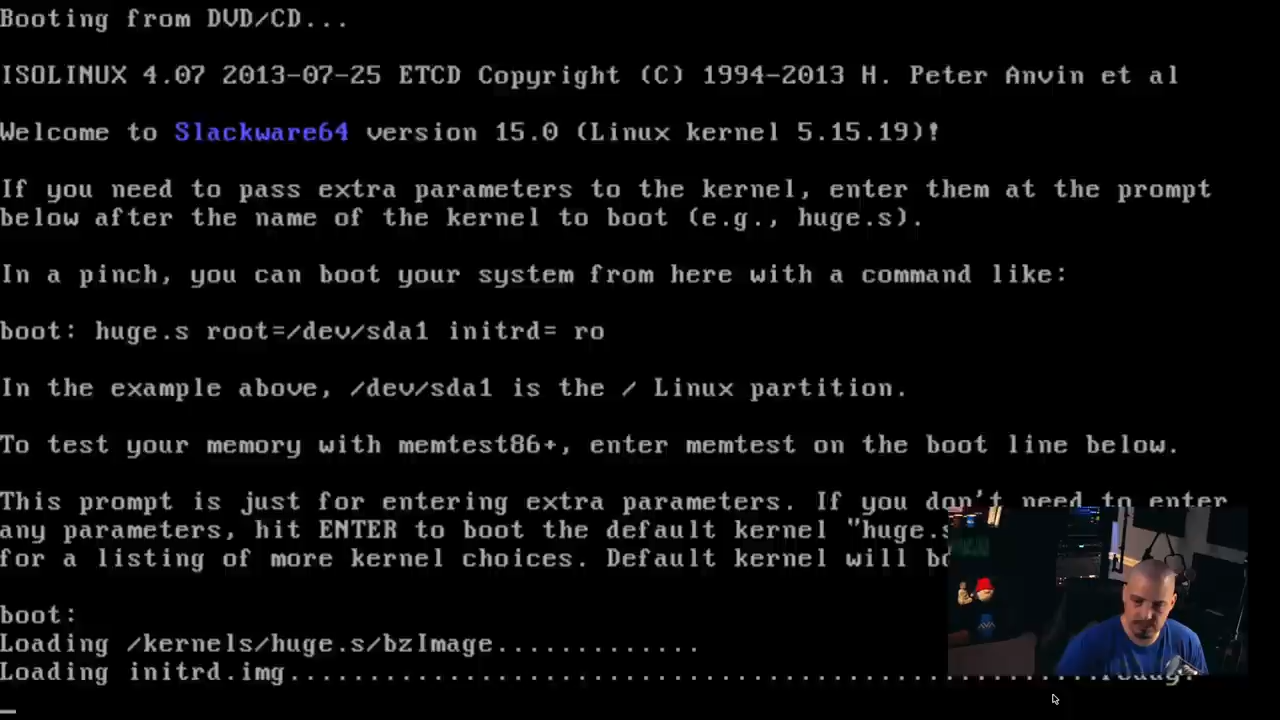 Booting from DVD/CD...
ISOLINUX 4.07 2013-07-25 ETCD Copyright (C) 1994-2013 H. Peter Anvin et al
Welcome to Slackware64 version 15.0 (Linux kernel 5.15.19)!
If you need to pass extra parameters to the kernel, enter them at the prompt
below after the name of the kernel to boot (e.g., huge.s).
In a pinch, you can boot your system from here with a command like:
boot: huge.s root=/dev/sda1 initrd= ro
In the example above, /dev/sda1 is the / Linux partition.
To test your memory with memtest86+, enter memtest on the boot line below.
This prompt is just for entering extra parameters. If you don't need to enter
any parameters, hit ENTER to boot the default kernel "huge.s
for a listing of more kernel choices. Default kernel will
boot:
Loading /kernels/huge.s/bzImage.............
Loading initrd.img..................................................ready.